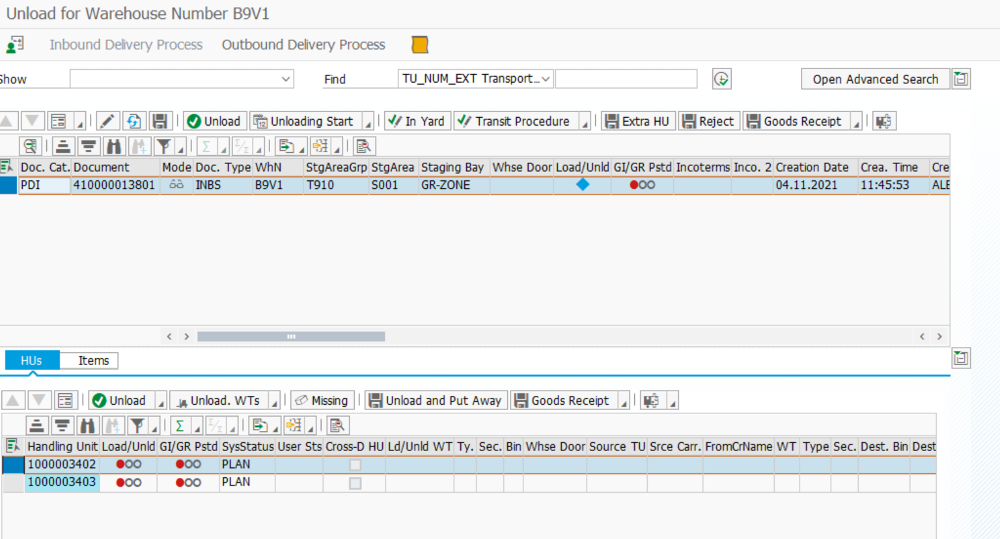 Unload for Warehouse Number B9V1
Inbound Delivery Process Outbound Delivery Process
Show Find TU_NUM_EXT Transport... Open Advanced Search
Unload Unloading Start In Yard Transit Procedure Extra HU Reject Goods Receipt
Doc. Cat. Document Mode Doc. Type WhN StgAreaGrp StgArea Staging Bay Whse Door Load/Unld GI/GR Pstd Incoterms Inco. 2 Creation Date Crea. Time Cre
PDI 410000013801 INBS B9V1 T910 S001 GR-ZONE 04.11.2021 11:45:53 ALE
HUs Items
Unload Unload. WTs Missing Unload and Put Away Goods Receipt
Handling Unit Load/Unld GI/GR Pstd SysStatus User Sts Cross-D HU Ld/Unld WT Ty. Sec. Bin Whse Door Source TU Srce Carr. FromCrName WT Type Sec. Dest. Bin Dest
1000003402 PLAN
1000003403 PLAN